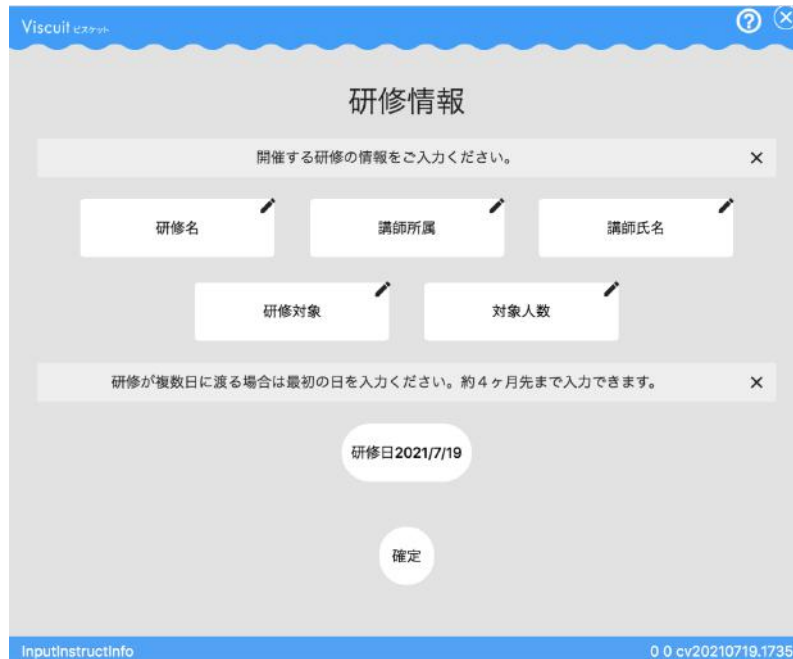 Viscuit ビスケット
?
研修情報
開催する研修の情報をご入力ください。 ×
研修名 講師所属 講師氏名
研修対象 対象人数
研修が複数日に渡る場合は最初の日を入力ください。約4ヶ月先まで入力できます。 ×
研修日2021/7/19
確定
InputInstructInfo 0 0 cv20210719.1735